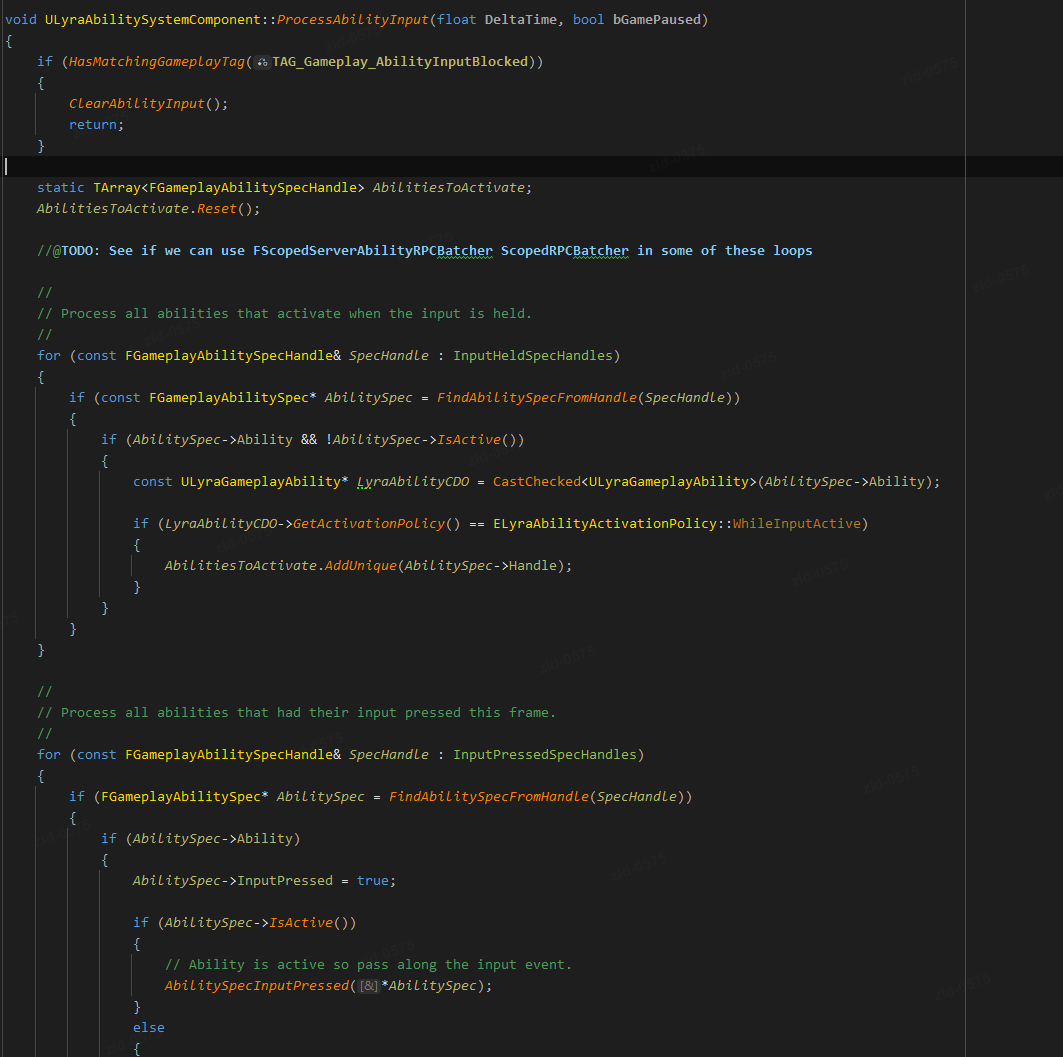 void ULyraAbilitySystemComponent::ProcessAbilityInput(float DeltaTime, bool bGamePaused)
{
    if (HasMatchingGameplayTag(TAG_Gameplay_AbilityInputBlocked))
    {
        ClearAbilityInput();
        return;
    }

    static TArray<FGameplayAbilitySpecHandle> AbilitiesToActivate;
    AbilitiesToActivate.Reset();

    //@TODO: See if we can use FScopedServerAbilityRPCBatcher ScopedRPCBatcher in some of these loops

    //
    // Process all abilities that activate when the input is held.
    //
    for (const FGameplayAbilitySpecHandle& SpecHandle : InputHeldSpecHandles)
    {
        if (const FGameplayAbilitySpec* AbilitySpec = FindAbilitySpecFromHandle(SpecHandle))
        {
            if (AbilitySpec->Ability && !AbilitySpec->IsActive())
            {
                const ULyraGameplayAbility* LyraAbilityCDO = CastChecked<ULyraGameplayAbility>(AbilitySpec->Ability);

                if (LyraAbilityCDO->GetActivationPolicy() == ELyraAbilityActivationPolicy::WhileInputActive)
                {
                    AbilitiesToActivate.AddUnique(AbilitySpec->Handle);
                }
            }
        }
    }

    //
    // Process all abilities that had their input pressed this frame.
    //
    for (const FGameplayAbilitySpecHandle& SpecHandle : InputPressedSpecHandles)
    {
        if (FGameplayAbilitySpec* AbilitySpec = FindAbilitySpecFromHandle(SpecHandle))
        {
            if (AbilitySpec->Ability)
            {
                AbilitySpec->InputPressed = true;

                if (AbilitySpec->IsActive())
                {
                    // Ability is active so pass along the input event.
                    AbilitySpecInputPressed([&]*AbilitySpec);
                }
                else
                {